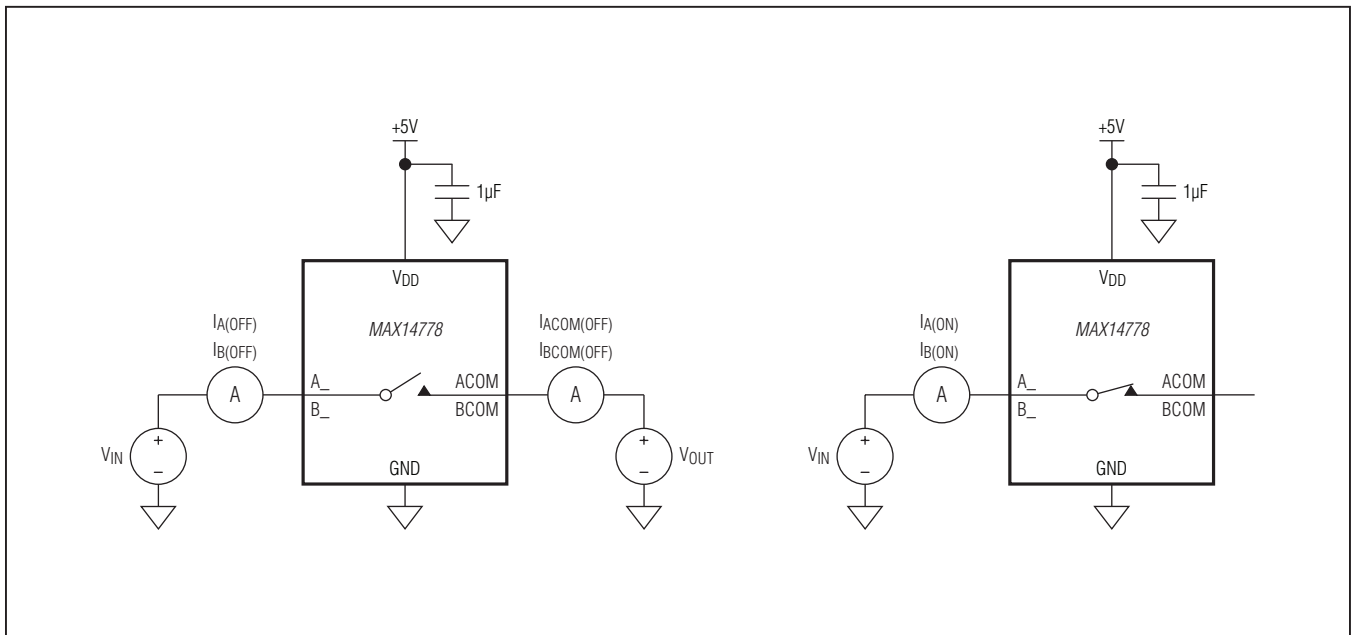 +5V
1µF
VDD
MAX14778
IA(OFF)
IB(OFF)
IACOM(OFF)
IBCOM(OFF)
A
A_
B_
ACOM
BCOM
A
VIN
+
–
GND
+
–
VOUT
+5V
1µF
VDD
MAX14778
IA(ON)
IB(ON)
A
A_
B_
ACOM
BCOM
VIN
+
–
GND